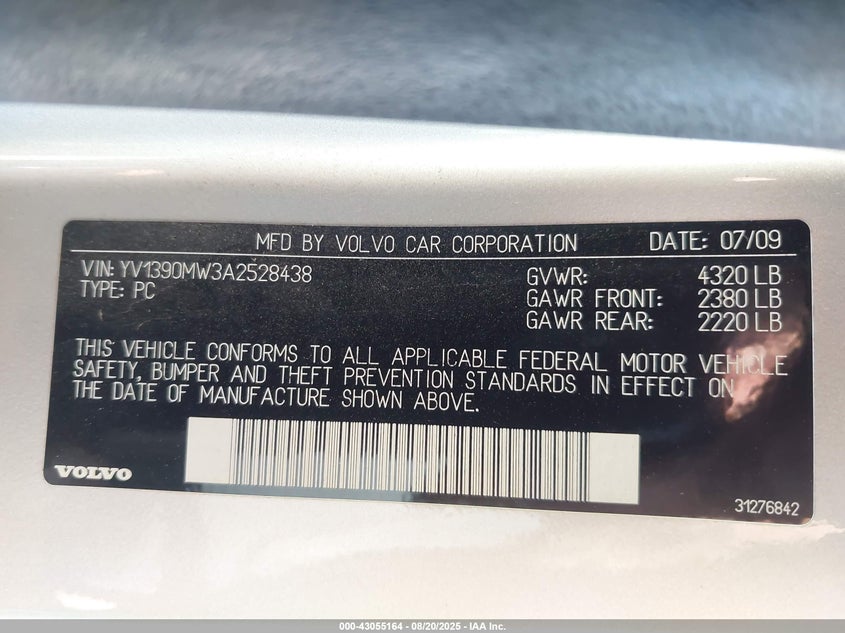 MFD BY VOLVO CAR CORPORATION DATE: 07/09
VIN: YV1390MW3A2528438 GVWR: 4320 LB
TYPE: PC GAWR FRONT: 2380 LB
GAWR REAR: 2220 LB
THIS VEHICLE CONFORMS TO ALL APPLICABLE FEDERAL MOTOR VEHICLE
SAFETY, BUMPER AND THEFT PREVENTION STANDARDS IN EFFECT ON
THE DATE OF MANUFACTURE SHOWN ABOVE.
VOLVO
31276842
000-43055164 - 08/20/2025 - IAA Inc.